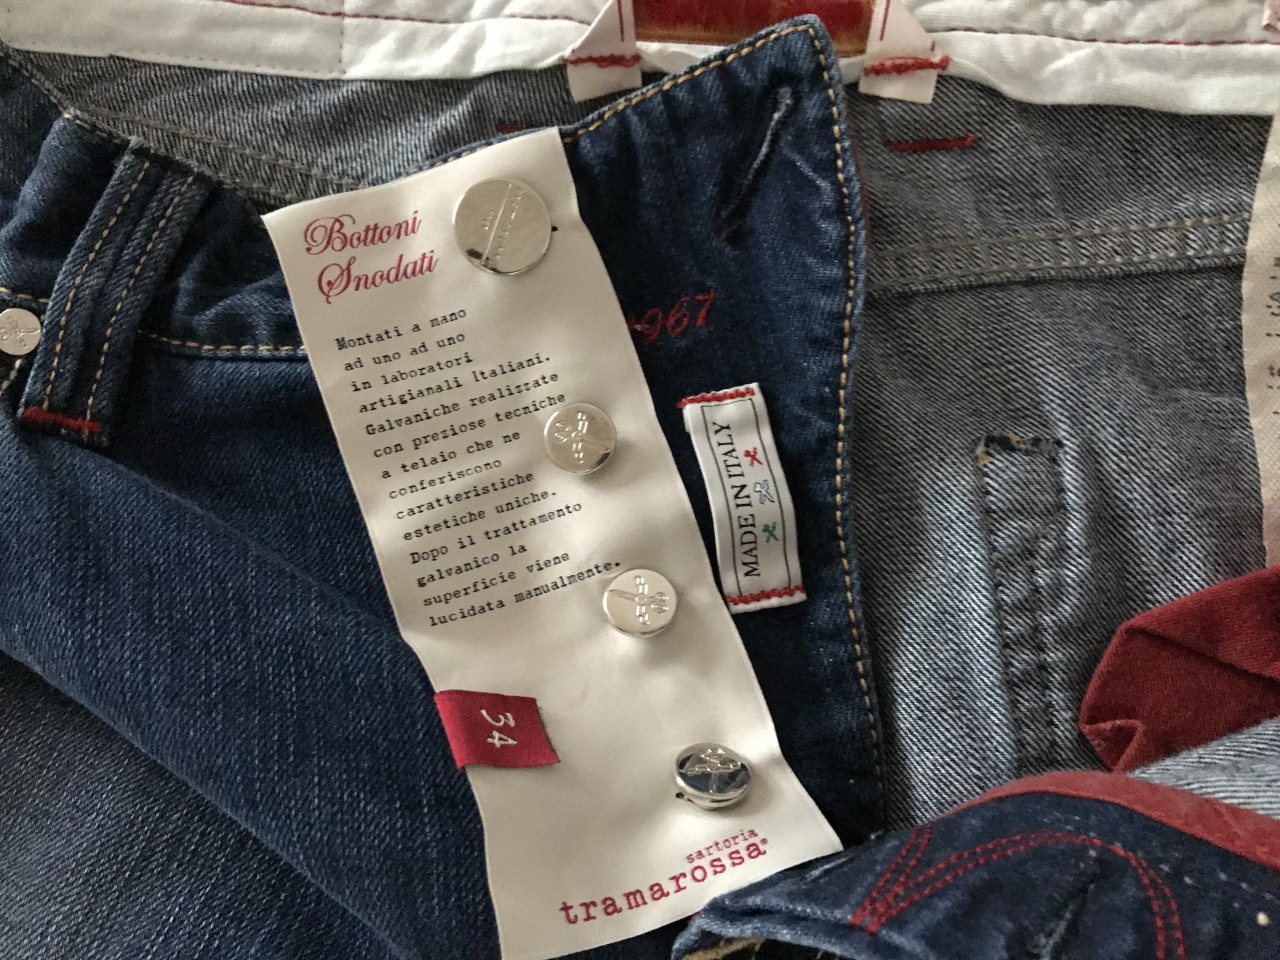 Bottoni
Snodati
Montati a mano
ad uno ad uno
in laboratori
artigianali Italiani.
Galvaniche realizzate
con preziose tecniche
a telaio che ne
conferiscono
caratteristiche
estetiche uniche.
Dopo il trattamento
galvanico la
superficie viene
lucidata manualmente.
34
sartoria
tramarossa®
1967
MADE IN ITALY